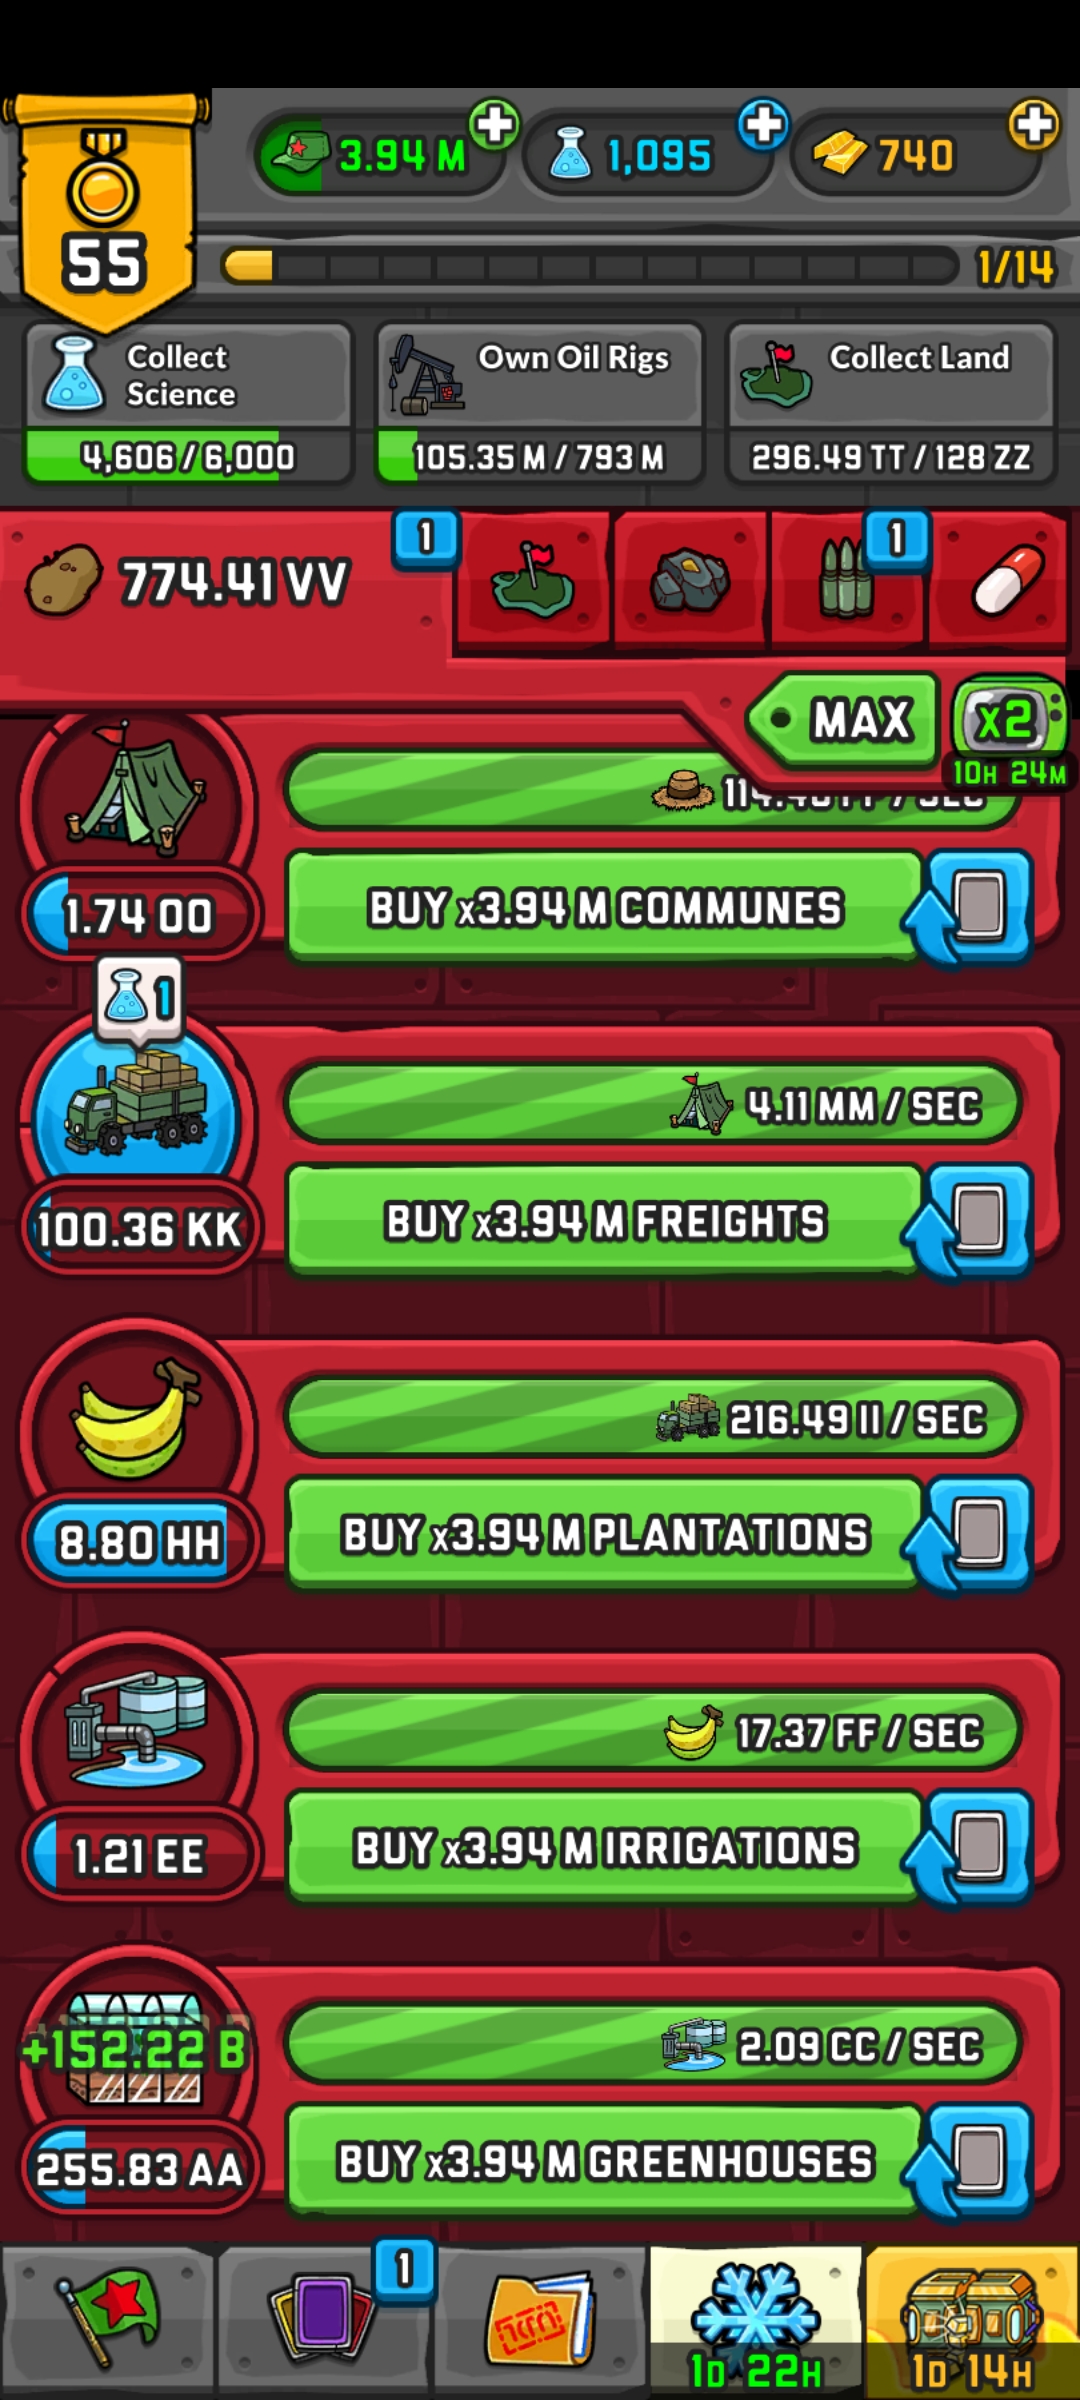 3.94 M
1,095
740
55
1/14
Collect
Science
Own Oil Rigs
Collect Land
4,606 / 6,000
105.35 M / 793 M
296.49 TT / 128 ZZ
774.41 VV
1
1
MAX
x2
10H 24M
/ SEC
1.74 OO
BUY x3.94 M COMMUNES
1
4.11 MM / SEC
100.36 KK
BUY x3.94 M FREIGHTS
216.49 II / SEC
8.80 HH
BUY x3.94 M PLANTATIONS
17.37 FF / SEC
1.21 EE
BUY x3.94 M IRRIGATIONS
+152.22 B
2.09 CC / SEC
255.83 AA
BUY x3.94 M GREENHOUSES
1
1D 22H
1D 14H